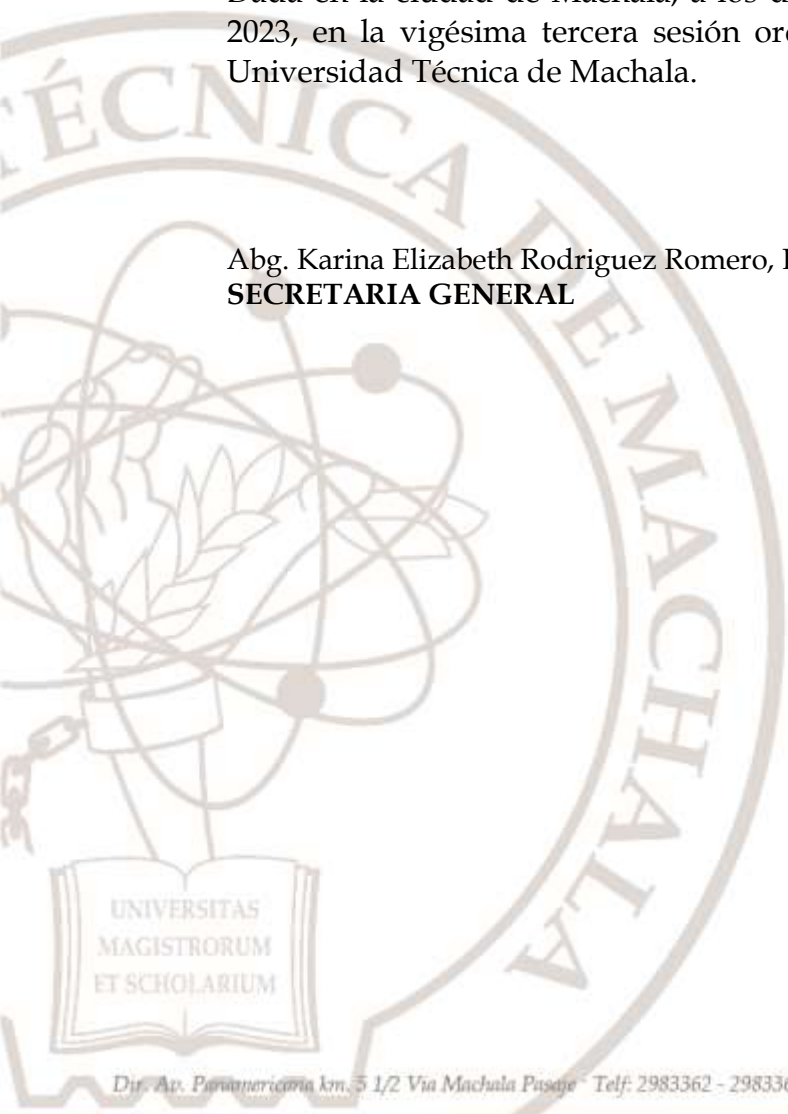 Dada en la ciudad de Machala, a los
2023, en la vigésima tercera sesión
Universidad Técnica de Machala.
TÉCNICA DE MACHALA
Abg. Karina Elizabeth Rodriguez Romero,
SECRETARIA GENERAL
UNIVERSITAS
MAGISTRORUM
ET SCHOLARIUM
Dir. Av. Panamericana km. 5 1/2 Via Machala Pasaje - Telf: 2983362 -